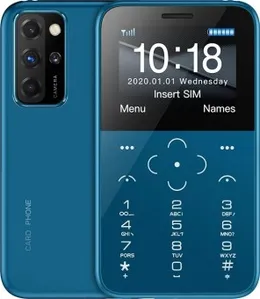 CAMERA
CARD PHONE
10:18
2020.01.01 Wednesday
Insert SIM
Menu Names
1 2 ABC 3 DEF
4 GHI 5 JKL 6 MNO
7 PQRS 8 TUV 9 WXYZ
* 0 #